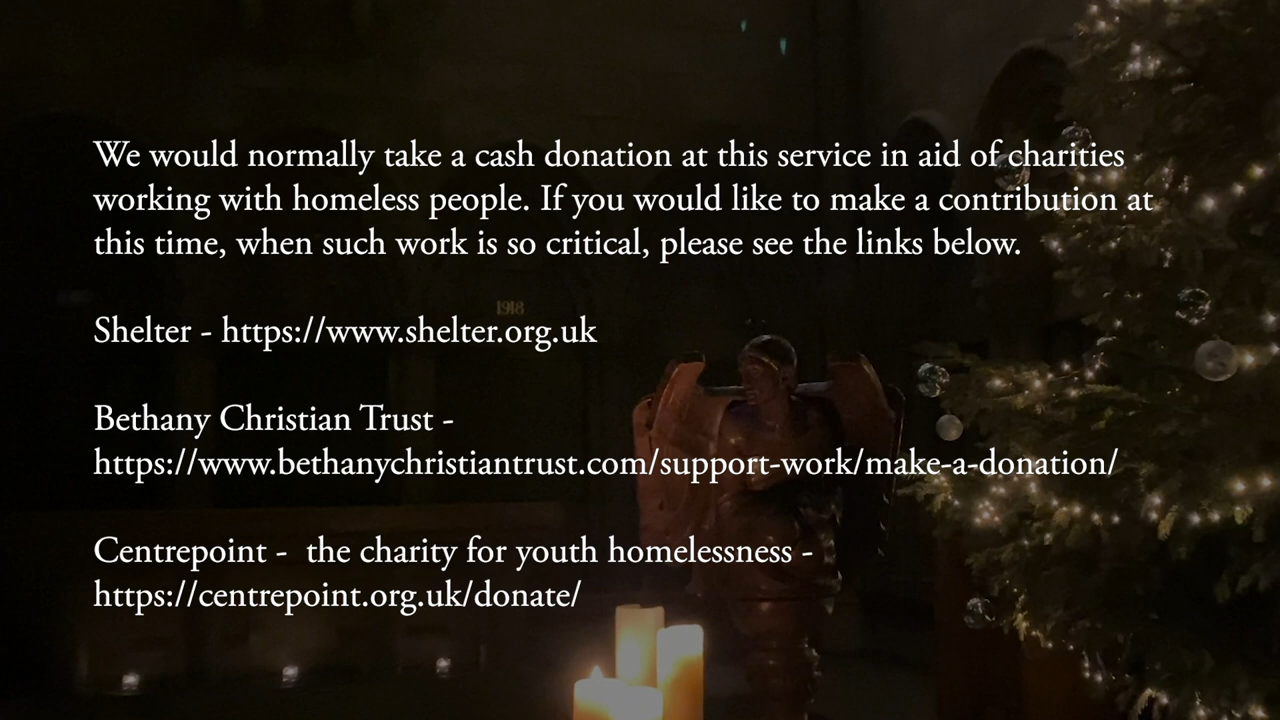 We would normally take a cash donation at this service in aid of charities
working with homeless people. If you would like to make a contribution at
this time, when such work is so critical, please see the links below.
1918
Shelter - https://www.shelter.org.uk
Bethany Christian Trust -
https://www.bethanychristiantrust.com/support-work/make-a-donation/
Centrepoint -  the charity for youth homelessness -
https://centrepoint.org.uk/donate/